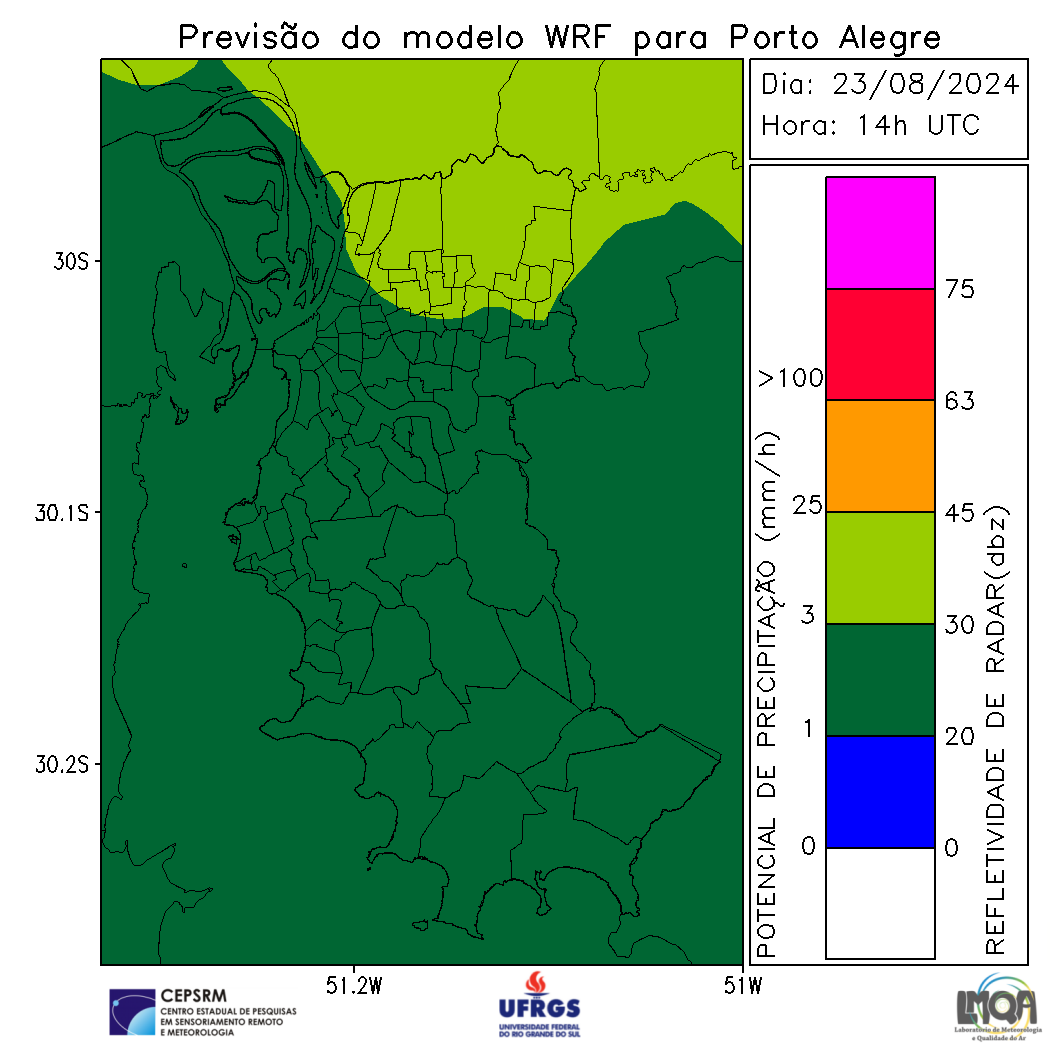 Previsão do modelo WRF para Porto Alegre
Dia: 23/08/2024
Hora: 14h UTC
30S
30.1S
30.2S
51.2W
51W
POTENCIAL DE PRECIPITAÇÃO (mm/h)
>100
25
3
1
0
75
63
45
30
20
0
REFLETIVIDADE DE RADAR(dbz)
CEPSRM
CENTRO ESTADUAL DE PESQUISAS
EM SENSORIAMENTO REMOTO
E METEOROLOGIA
UFRGS
UNIVERSIDADE FEDERAL
DO RIO GRANDE DO SUL
LMQA
Laboratório de Meteorologia
e Qualidade do Ar